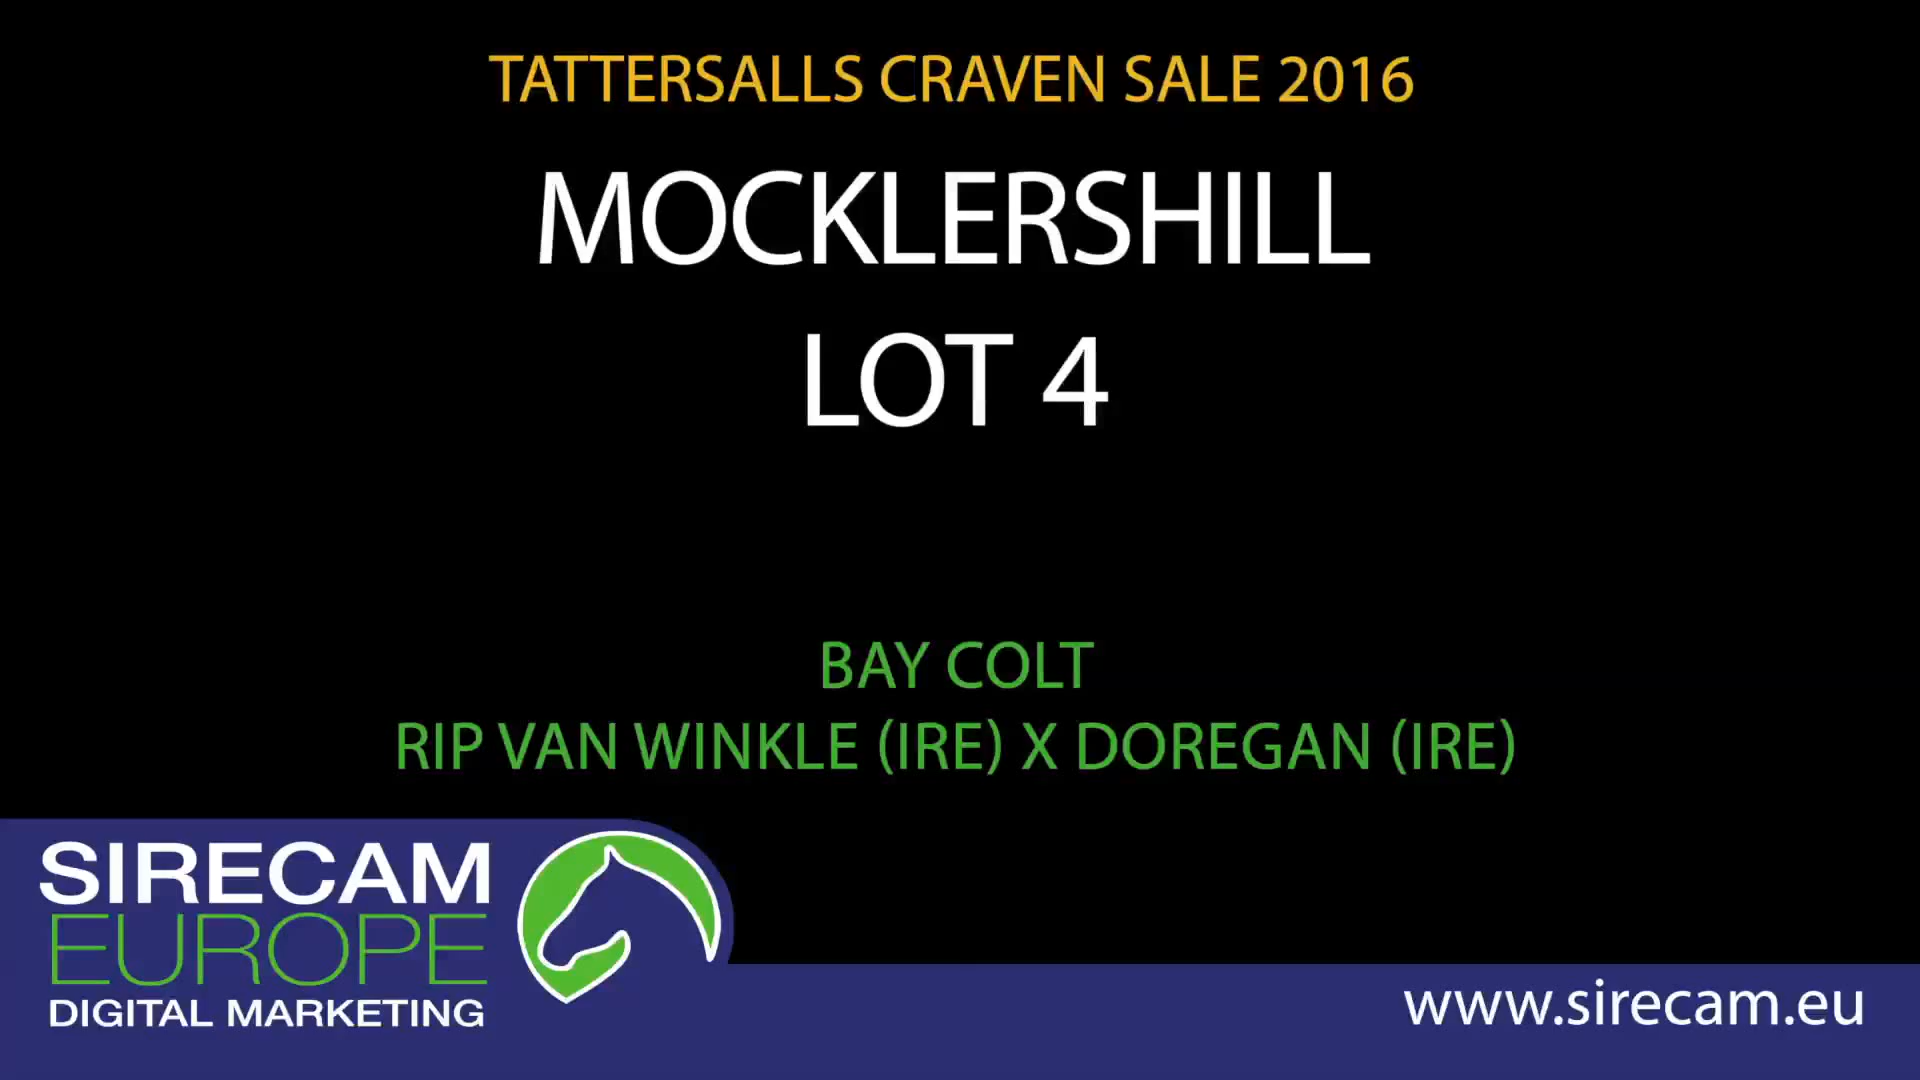 TATTERSALLS CRAVEN SALE 2016
MOCKLERSHILL
LOT 4
BAY COLT
RIP VAN WINKLE (IRE) X DOREGAN (IRE)
SIRECAM
EUROPE
DIGITAL MARKETING
www.sirecam.eu